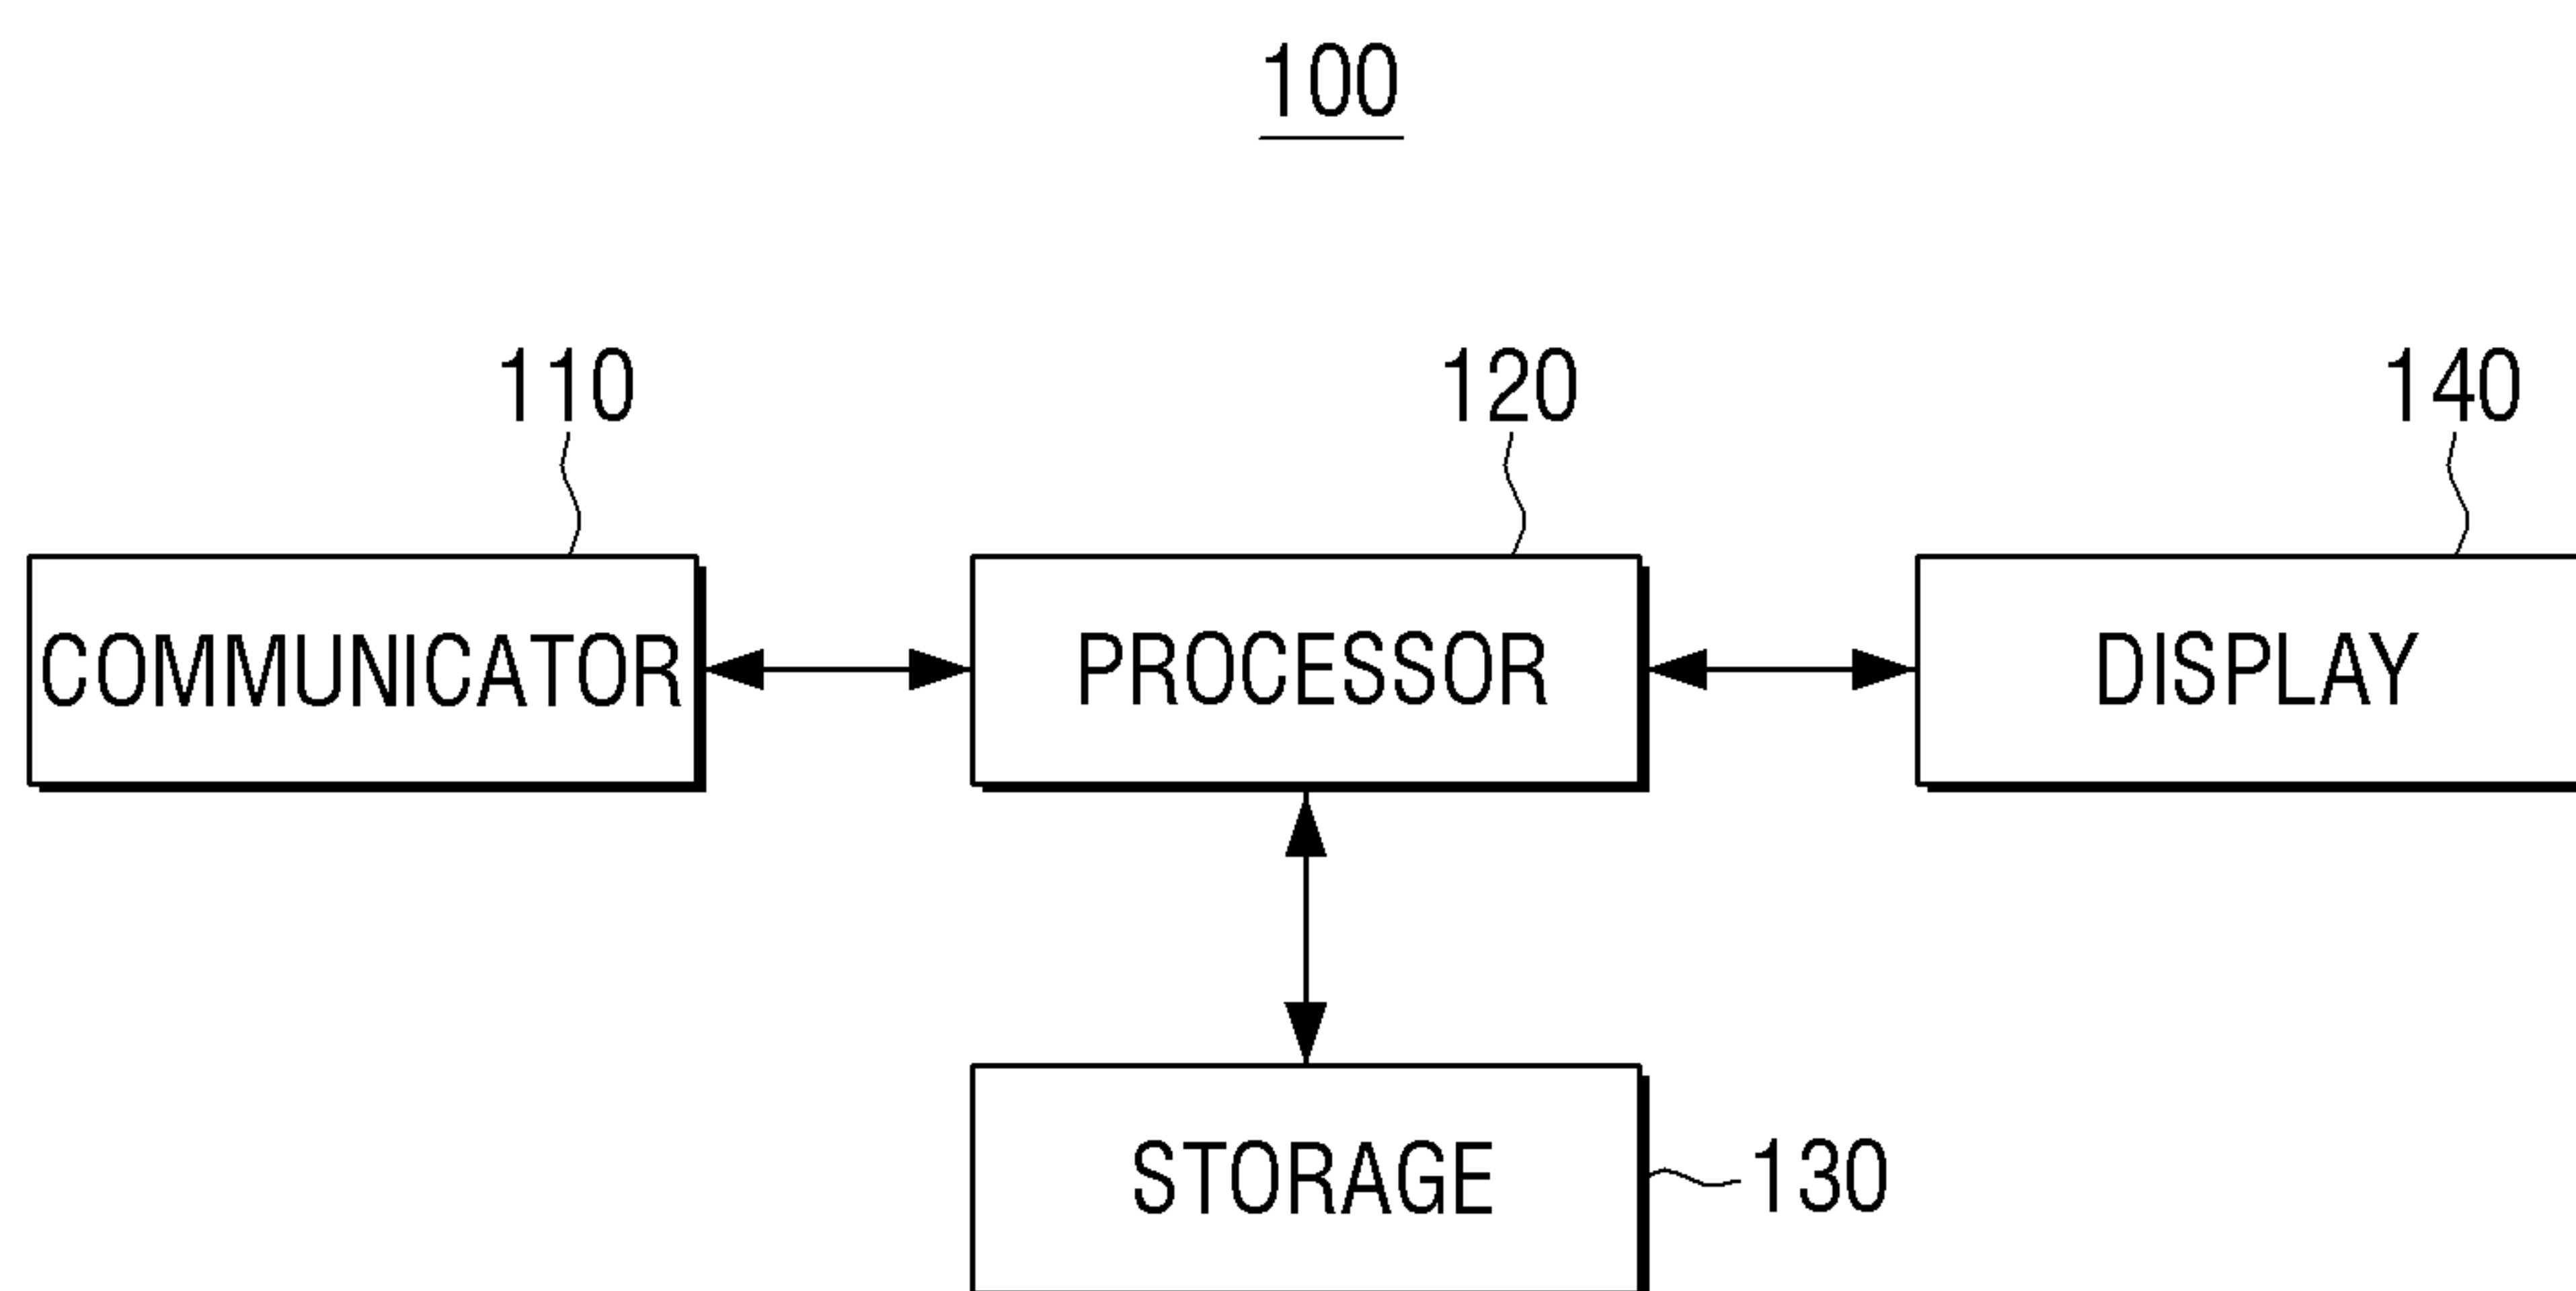 100
110
120
140
COMMUNICATOR
PROCESSOR
DISPLAY
STORAGE
130